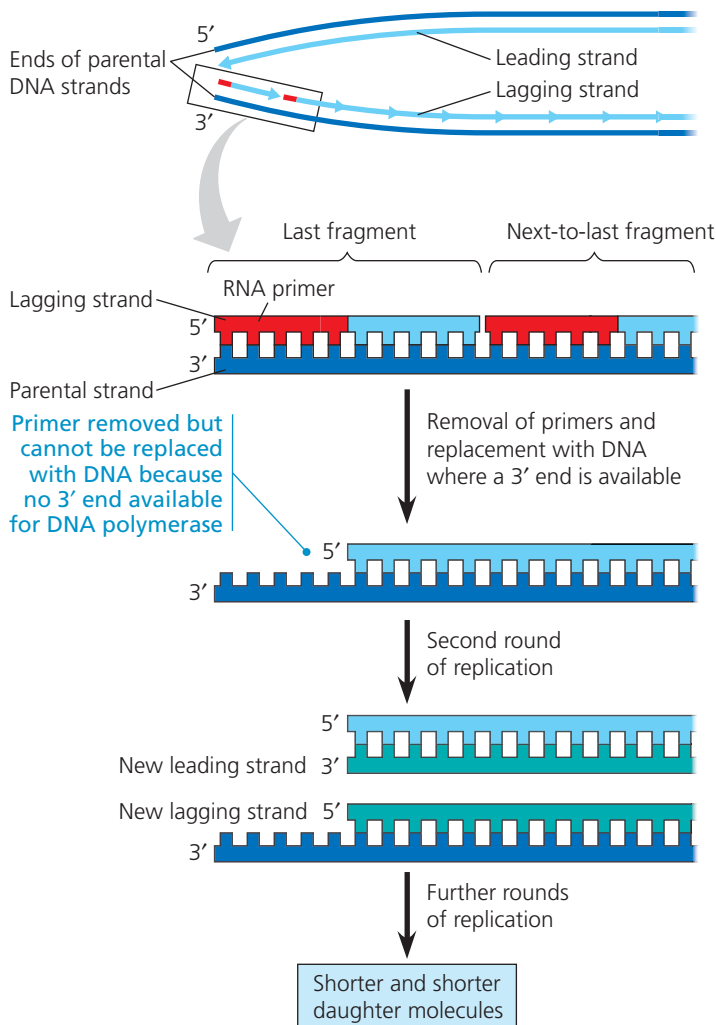 5′
Ends of parental
DNA strands
3′
Leading strand
Lagging strand
Last fragment
Next-to-last fragment
Lagging strand
RNA primer
5′
3′
Parental strand
Primer removed but
cannot be replaced
with DNA because
no 3′ end available
for DNA polymerase
Removal of primers and
replacement with DNA
where a 3′ end is available
5′
3′
Second round
of replication
5′
New leading strand 3′
New lagging strand 5′
3′
Further rounds
of replication
Shorter and shorter
daughter molecules